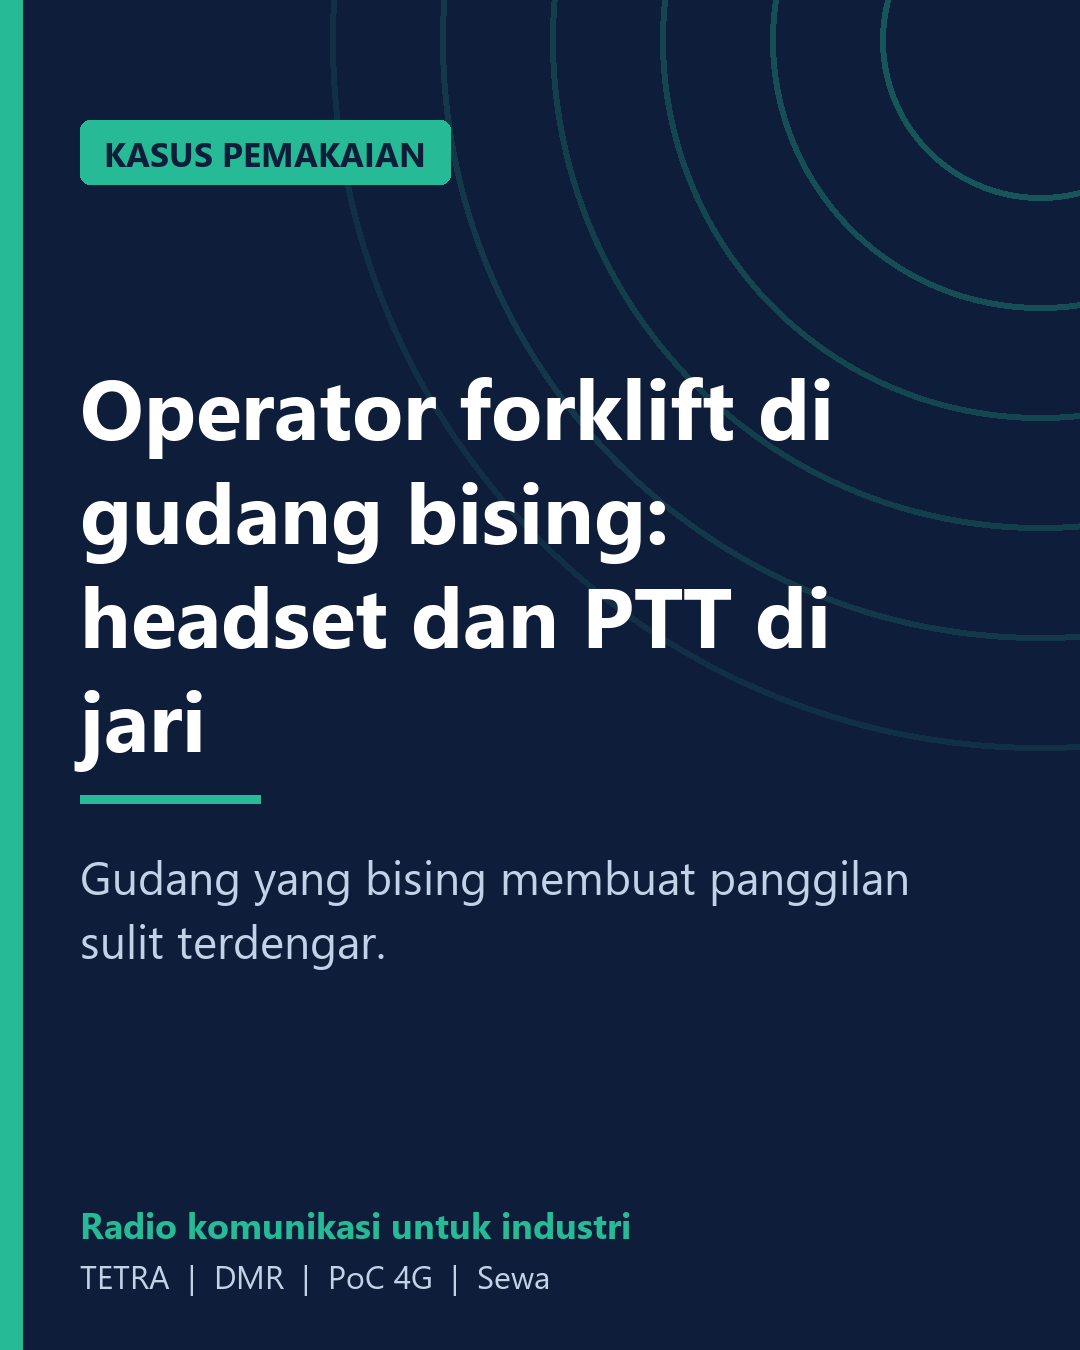 KASUS PEMAKAIAN
Operator forklift di
gudang bising:
headset dan PTT di
jari
Gudang yang bising membuat panggilan
sulit terdengar.
Radio komunikasi untuk industri
TETRA | DMR | PoC 4G | Sewa